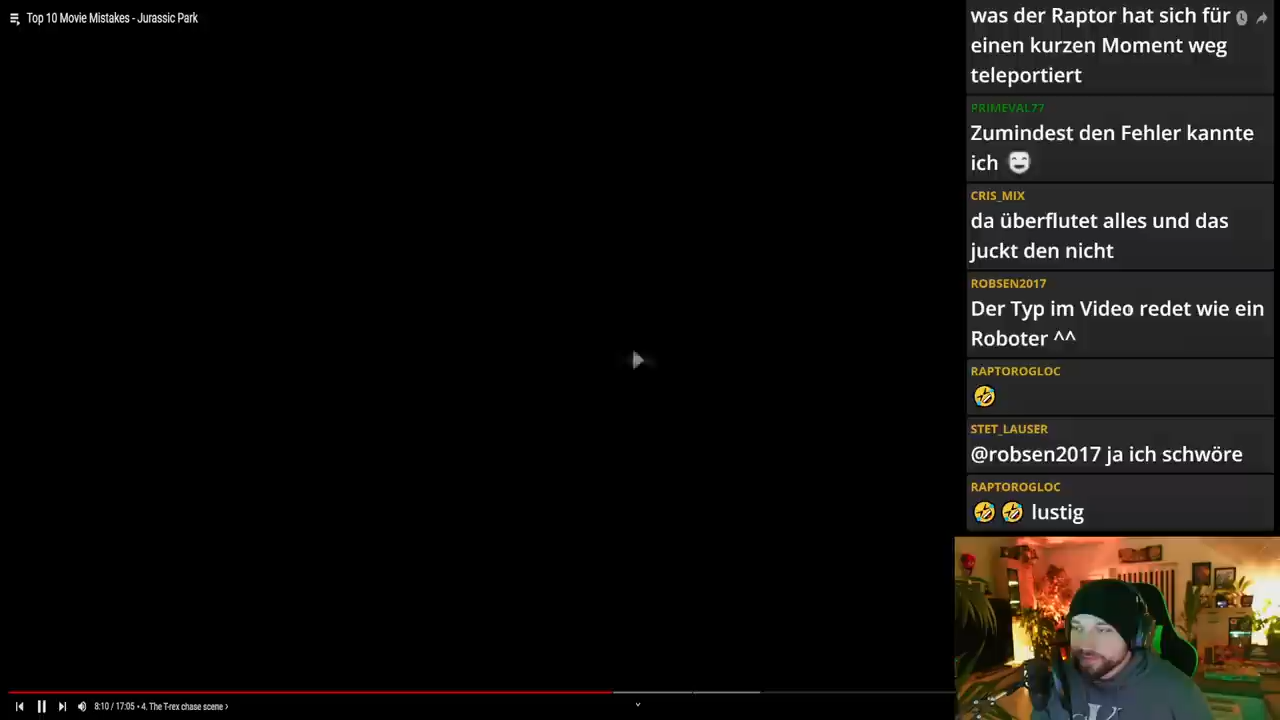 Top 10 Movie Mistakes - Jurassic Park
was der Raptor hat sich für
einen kurzen Moment weg
teleportiert
PRIMEVAL77
Zumindest den Fehler kannte
ich
CRIS_MIX
da überflutet alles und das
juckt den nicht
ROBSEN2017
Der Typ im Video redet wie ein
Roboter ^^
RAPTOROGLOC
STET_LAUSER
@robsen2017 ja ich schwöre
RAPTOROGLOC
lustig
8:10 / 17:05 • 4. The T-rex chase scene ›